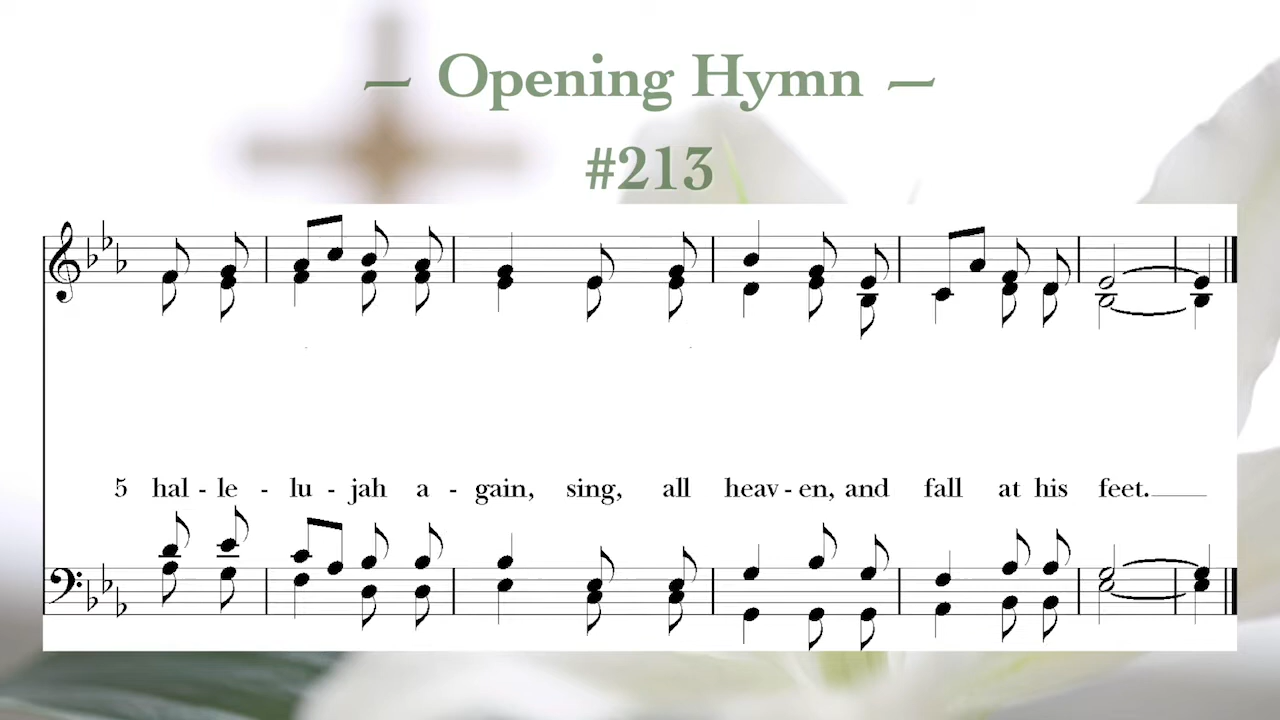 – Opening Hymn –
#213
5 hal - le - lu - jah a - gain, sing, all heav - en, and fall at his feet.